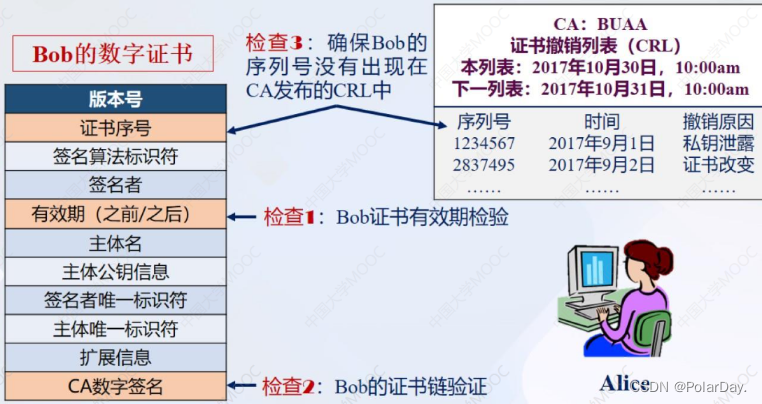 Bob的数字证书
版本号
证书序号
签名算法标识符
签名者
有效期（之前/之后）
主体名
主体公钥信息
签名者唯一标识符
主体唯一标识符
扩展信息
CA数字签名
检查3：确保Bob的
序列号没有出现在
CA发布的CRL中
CA：BUAA
证书撤销列表（CRL）
本列表：2017年10月30日，10:00am
下一列表：2017年10月31日，10:00am
序列号 时间 撤销原因
1234567 2017年9月1日 私钥泄露
2837495 2017年9月2日 证书改变
…… …… ……
检查1：Bob证书有效期检验
检查2：Bob的证书链验证
Alice
CSDN @PolarDay.
中国大学MOOC